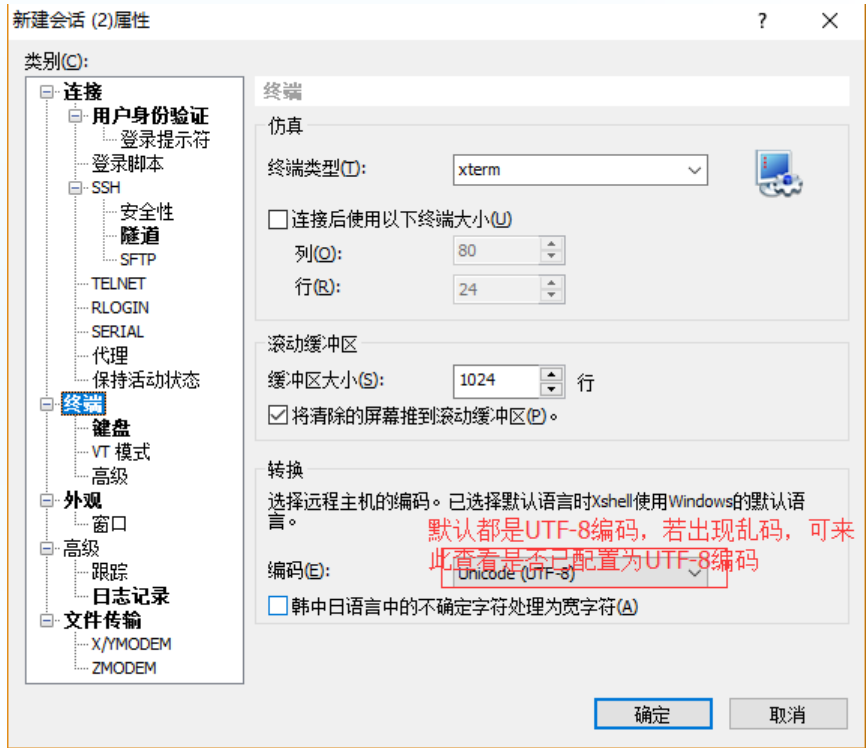 新建会话 (2)属性
?
类别(C):
连接
用户身份验证
登录提示符
登录脚本
SSH
安全性
隧道
SFTP
TELNET
RLOGIN
SERIAL
代理
保持活动状态
终端
键盘
VT 模式
高级
外观
窗口
高级
跟踪
日志记录
文件传输
X/YMODEM
ZMODEM
终端
仿真
终端类型(T): xterm
连接后使用以下终端大小(U)
列(O): 80
行(R): 24
滚动缓冲区
缓冲区大小(S): 1024 行
将清除的屏幕推到滚动缓冲区(P)。
转换
选择远程主机的编码。已选择默认语言时Xshell使用Windows的默认语
言。
默认都是UTF-8编码，若出现乱码，可来
此查看是否已配置为UTF-8编码
编码(E): Unicode (UTF-8)
韩中日语言中的不确定字符处理为宽字符(A)
确定 取消